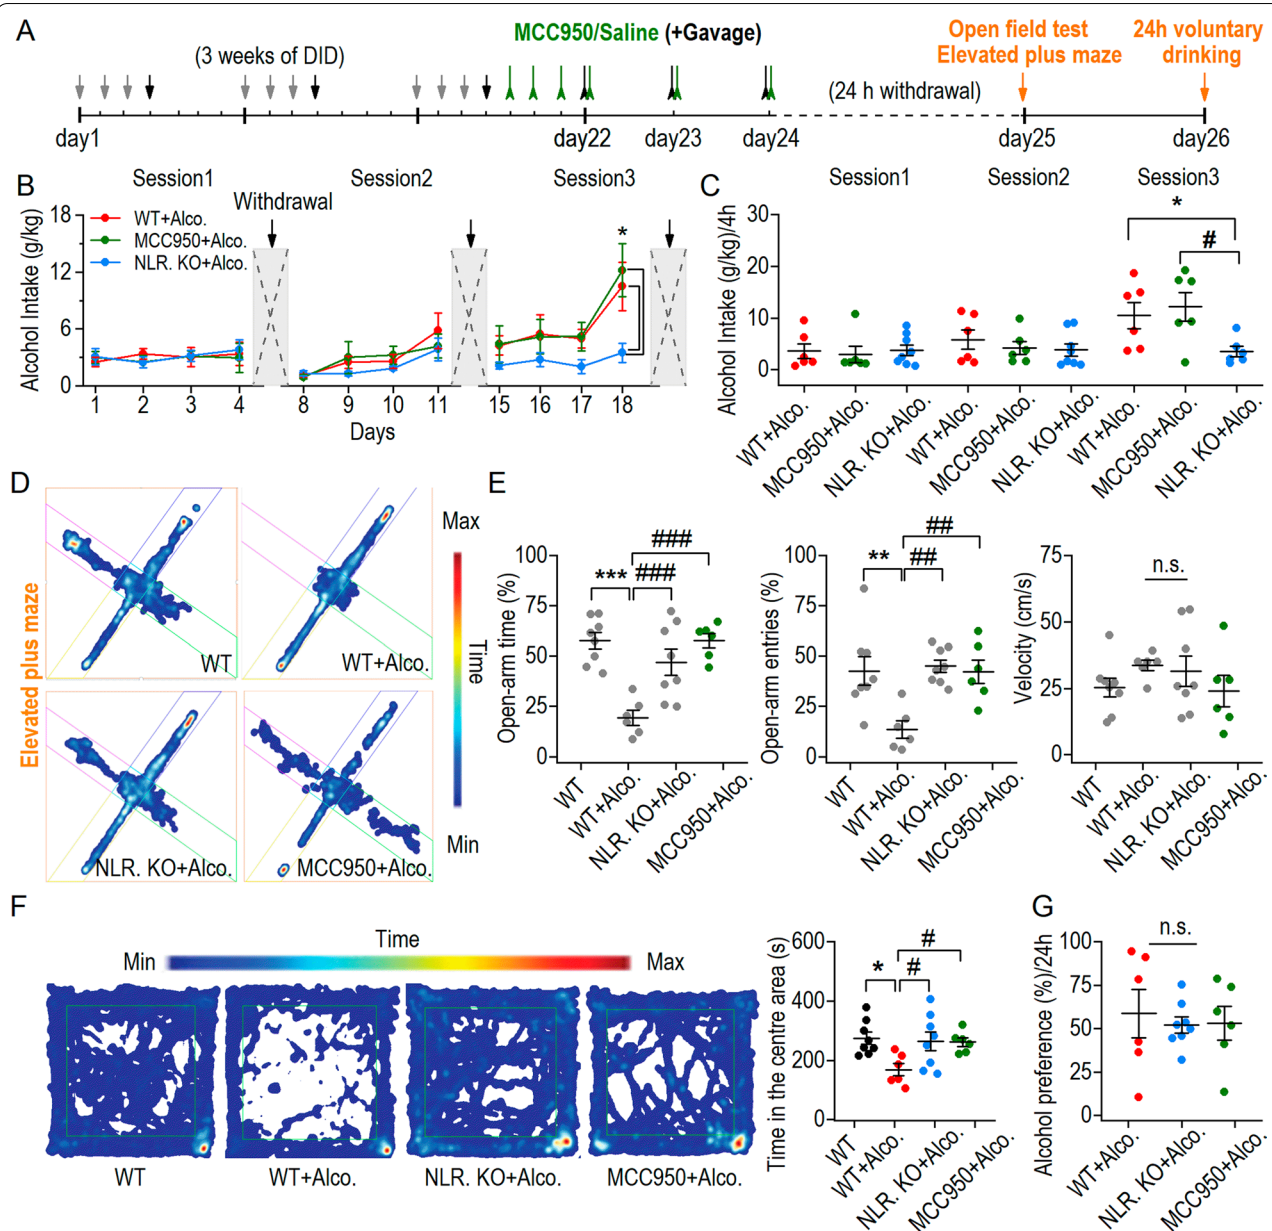 A
MCC950/Saline (+Gavage)
Open field test
Elevated plus maze
24h voluntary
drinking
(3 weeks of DID)
(24 h withdrawal)
day1
day22
day23
day24
day25
day26
B
Session1
Session2
Session3
Withdrawal
WT+Alco.
MCC950+Alco.
NLR. KO+Alco.
*
Alcohol Intake (g/kg)
18
12
6
0
1
2
3
4
8
9
10
11
15
16
17
18
Days
C
Session1
Session2
Session3
*
#
Alcohol Intake (g/kg)/4h
30
20
10
0
WT+Alco.
MCC950+Alco.
NLR. KO+Alco.
WT+Alco.
MCC950+Alco.
NLR. KO+Alco.
WT+Alco.
MCC950+Alco.
NLR. KO+Alco.
D
Elevated plus maze
WT
WT+Alco.
NLR. KO+Alco.
MCC950+Alco.
Max
Time
Min
E
Open-arm time (%)
100
75
50
25
0
***
###
###
WT
WT+Alco.
NLR. KO+Alco.
MCC950+Alco.
Open-arm entries (%)
100
75
50
25
0
**
##
##
WT
WT+Alco.
NLR. KO+Alco.
MCC950+Alco.
Velocity (cm/s)
75
50
25
0
n.s.
WT
WT+Alco.
NLR. KO+Alco.
MCC950+Alco.
F
Time
Min
Max
WT
WT+Alco.
NLR. KO+Alco.
MCC950+Alco.
Time in the centre area (s)
600
400
200
0
*
#
#
WT
WT+Alco.
NLR. KO+Alco.
MCC950+Alco.
G
Alcohol preference (%)/24h
100
75
50
25
0
n.s.
WT+Alco.
NLR. KO+Alco.
MCC950+Alco.